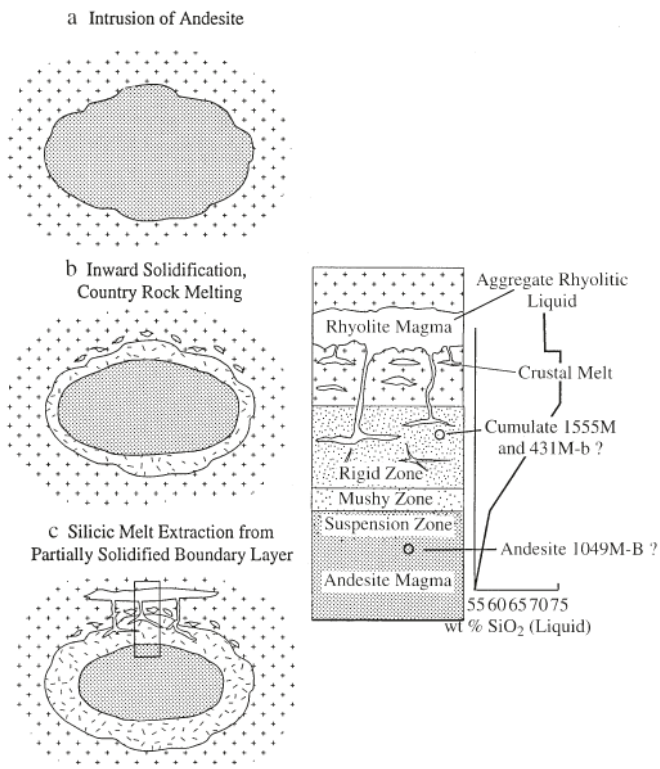 a Intrusion of Andesite
b Inward Solidification,
Country Rock Melting
c Silicic Melt Extraction from
Partially Solidified Boundary Layer
Aggregate Rhyolitic
Liquid
Rhyolite Magma
Crustal Melt
Cumulate 1555M
and 431M-b ?
Rigid Zone
Mushy Zone
Suspension Zone
Andesite 1049M-B ?
Andesite Magma
55 60 65 70 75
wt % SiO₂ (Liquid)